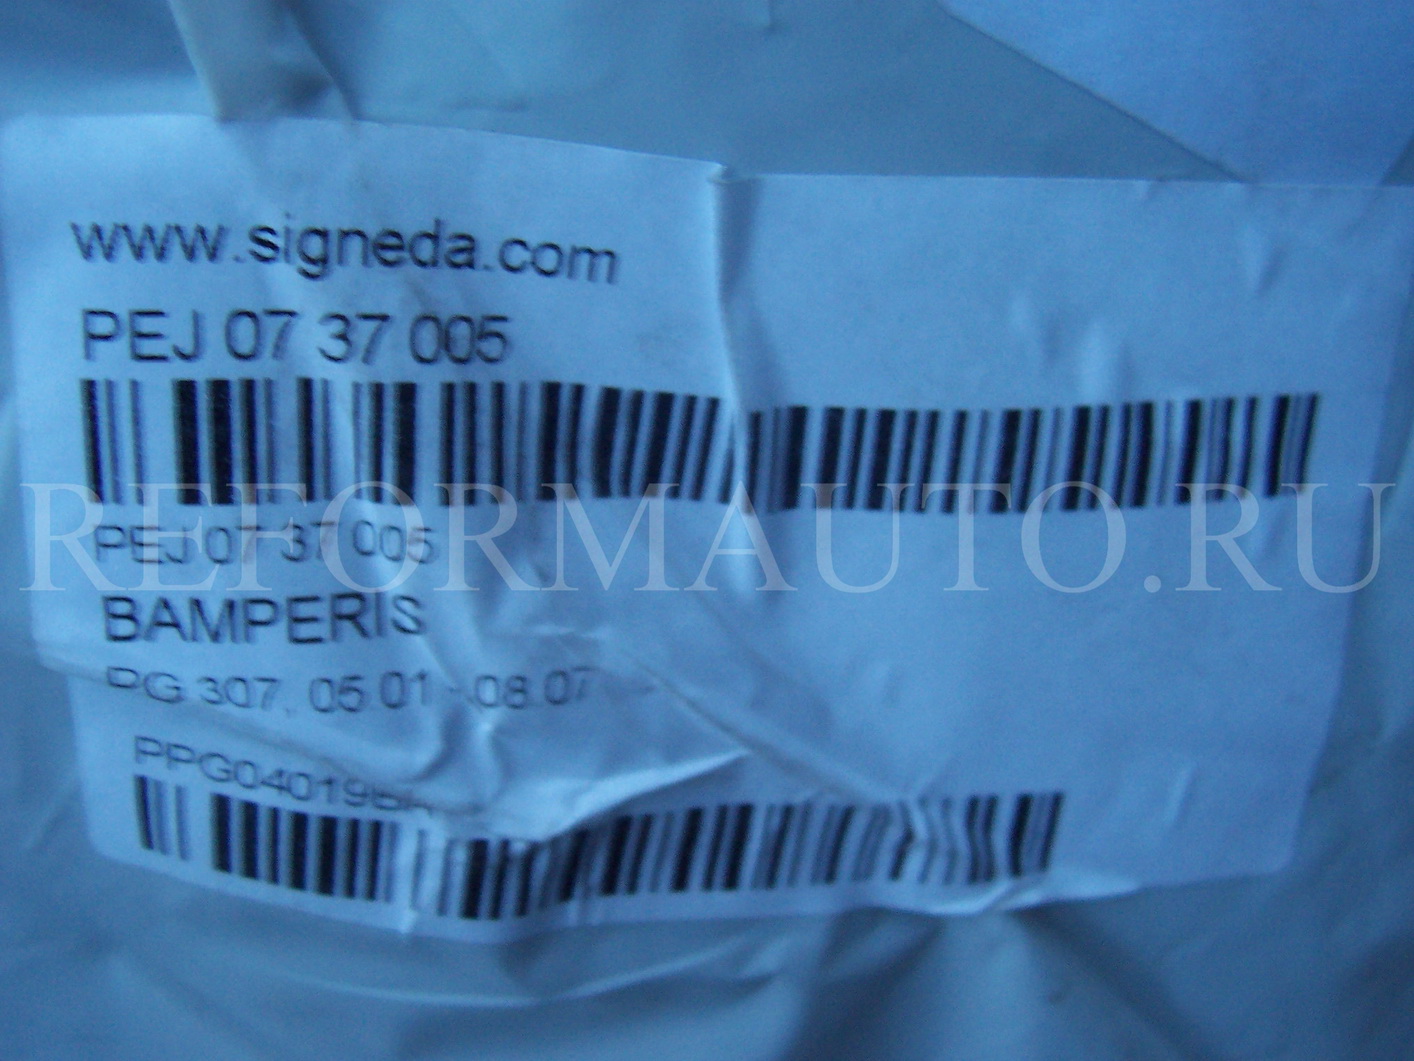 www.signeda.com
PEJ 07 37 005
REFORMAUTO.RU
PEJ 07 37 005
BAMPERIS
PG 307, 05.01 - 08.07
PPG04019BA